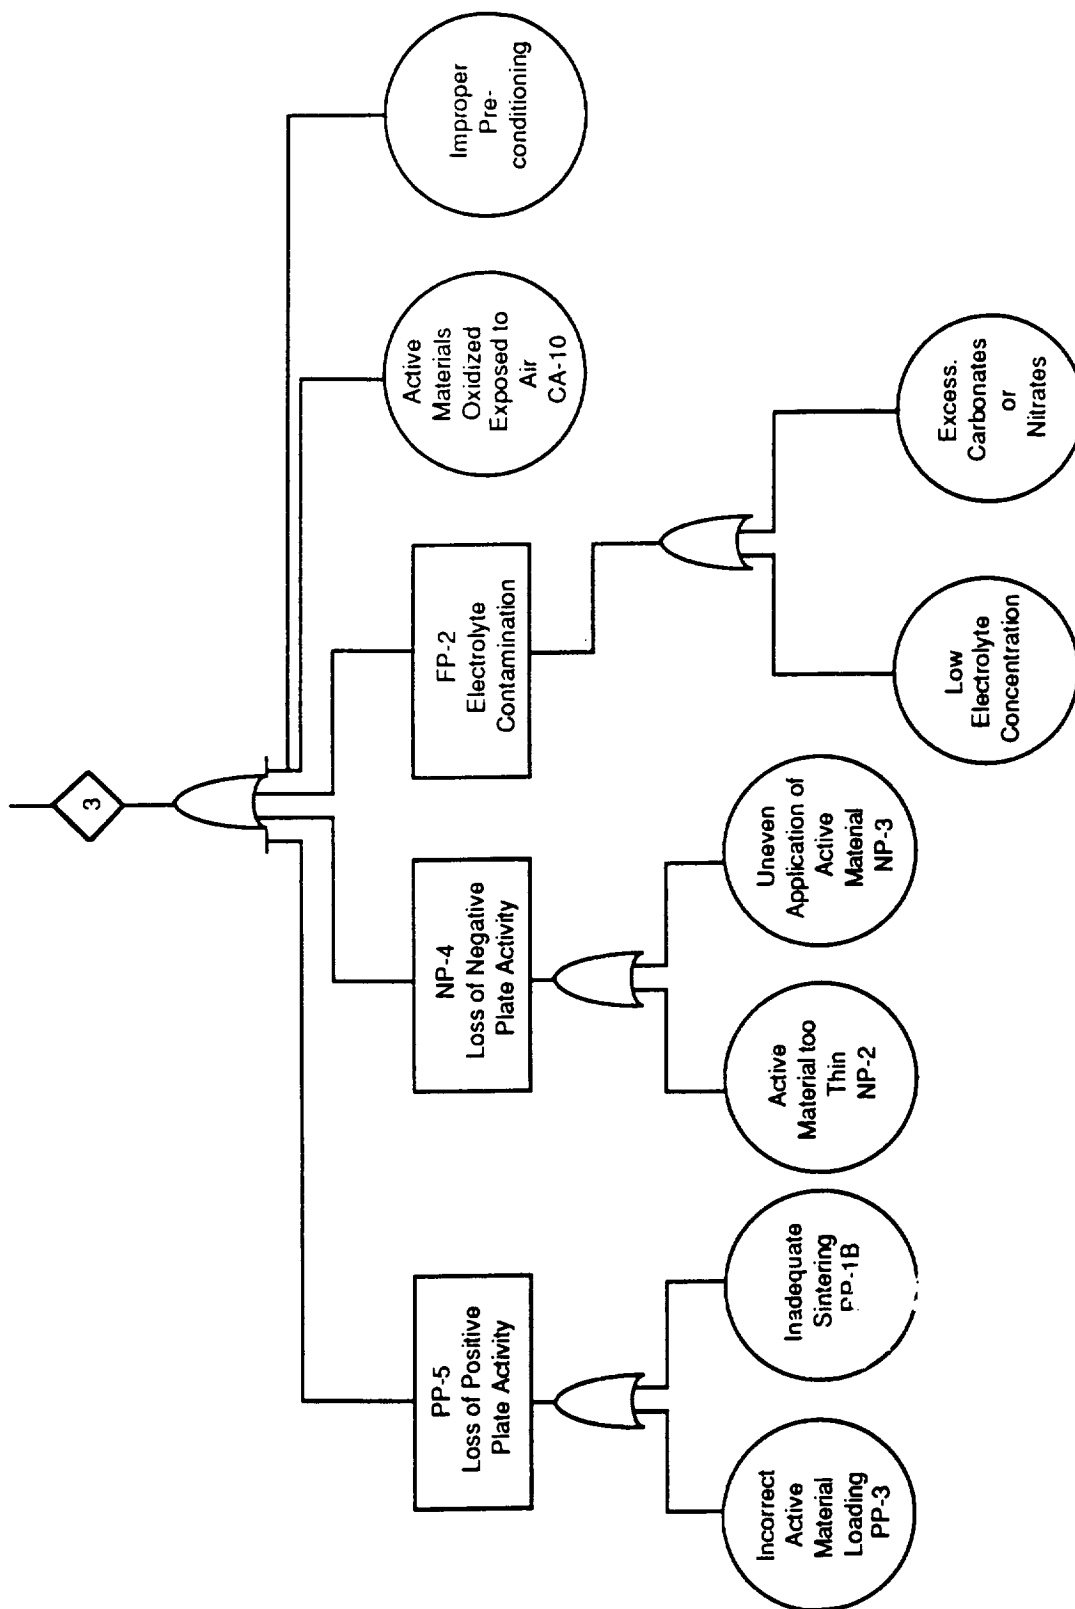 3
PP-5
Loss of Positive
Plate Activity
NP-4
Loss of Negative
Plate Activity
FP-2
Electrolyte
Contamination
Active
Materials
Oxidized
Exposed to
Air
CA-10
Improper
Pre-
conditioning
Incorrect
Active
Material
Loading
PP-3
Inadequate
Sintering
PP-1B
Active
Material too
Thin
NP-2
Uneven
Application of
Active
Material
NP-3
Low
Electrolyte
Concentration
Excess.
Carbonates
or
Nitrates